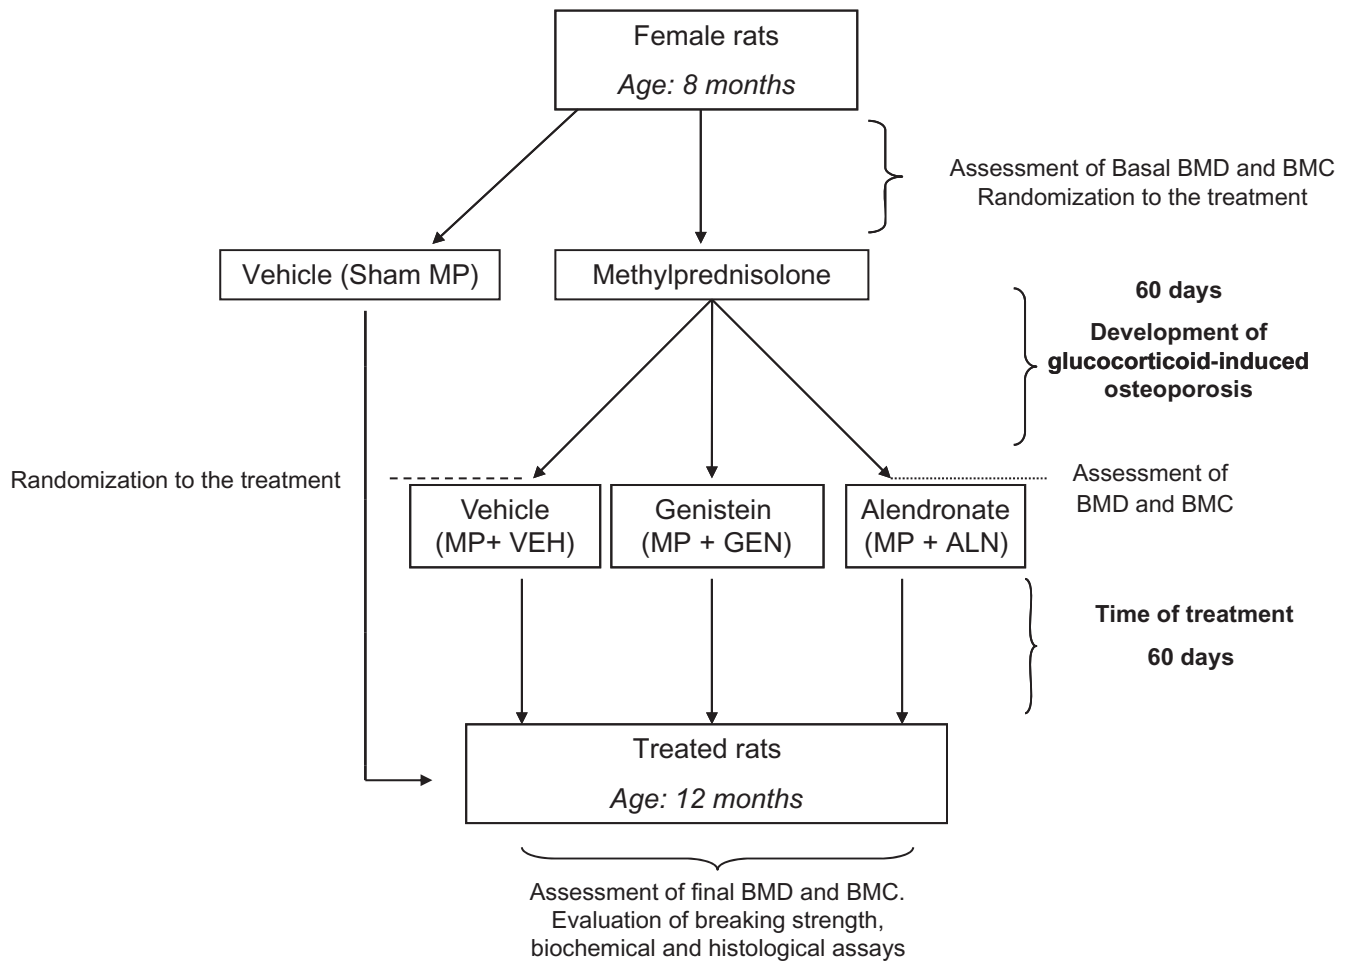 Female rats
Age: 8 months
Assessment of Basal BMD and BMC
Randomization to the treatment
Vehicle (Sham MP)
Methylprednisolone
60 days
Development of
glucocorticoid-induced
osteoporosis
Randomization to the treatment
Assessment of
BMD and BMC
Vehicle
(MP+ VEH)
Genistein
(MP + GEN)
Alendronate
(MP + ALN)
Time of treatment
60 days
Treated rats
Age: 12 months
Assessment of final BMD and BMC.
Evaluation of breaking strength,
biochemical and histological assays